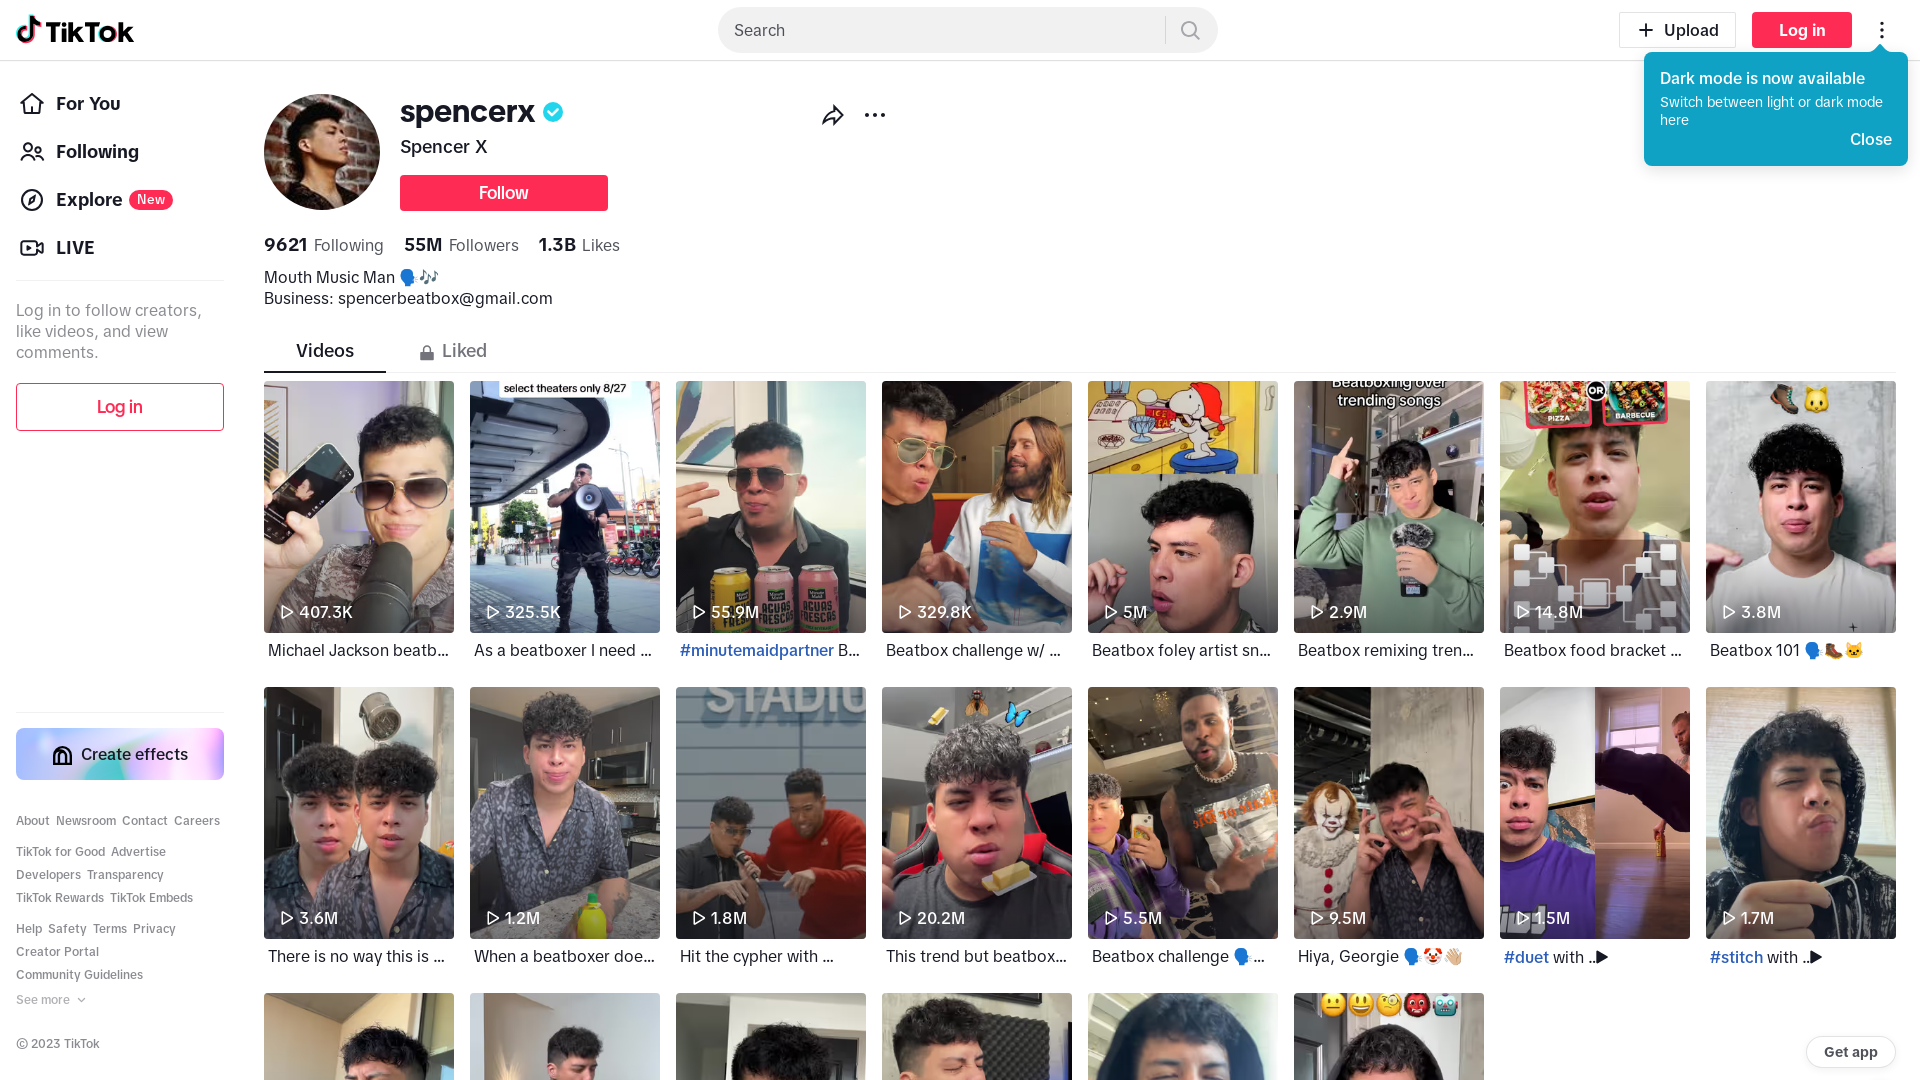 TikTok
Search
Upload
Log in
Dark mode is now available
Switch between light or dark mode
here
Close
For You
Following
Explore New
LIVE
Log in to follow creators,
like videos, and view
comments.
Log in
Create effects
About Newsroom Contact Careers
TikTok for Good Advertise
Developers Transparency
TikTok Rewards TikTok Embeds
Help Safety Terms Privacy
Creator Portal
Community Guidelines
See more
© 2023 TikTok
spencerx
Spencer X
Follow
9621 Following 55M Followers 1.3B Likes
Mouth Music Man 🗣️🎶
Business: spencerbeatbox@gmail.com
Videos
Liked
407.3K
Michael Jackson beatb...
select theaters only 8/27
325.5K
As a beatboxer I need ...
AGUAS FRESCAS
AGUAS FRESCAS
55.9M
#minutemaidpartner B...
329.8K
Beatbox challenge w/ ...
5M
Beatbox foley artist sn...
Beatboxing over
trending songs
2.9M
Beatbox remixing tren...
OR
PIZZA
BARBECUE
14.8M
Beatbox food bracket ...
3.8M
Beatbox 101 🗣️🥾🐱
3.6M
There is no way this is ...
1.2M
When a beatboxer doe...
STADIU
1.8M
Hit the cypher with ...
20.2M
This trend but beatbox...
5.5M
Beatbox challenge 🗣️...
9.5M
Hiya, Georgie 🗣️🤡👋🏼
1.5M
#duet with ...
1.7M
#stitch with ...
Get app